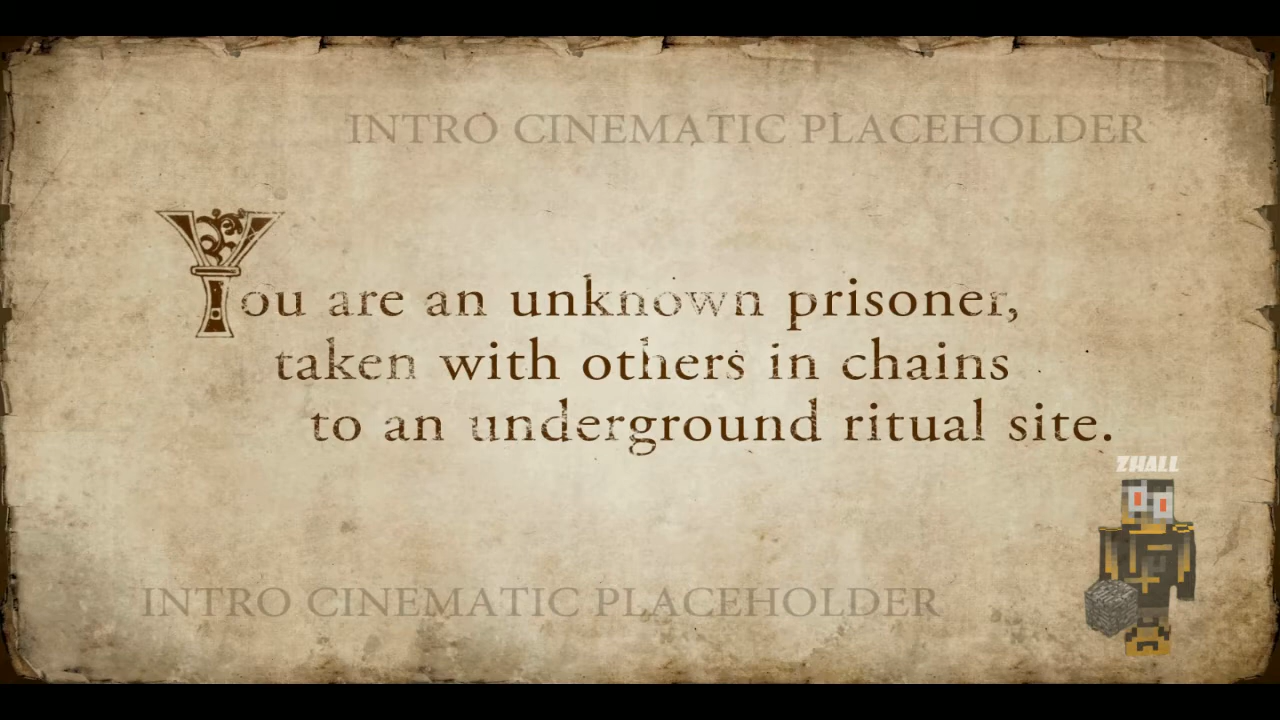 INTRO CINEMATIC PLACEHOLDER
You are an unknown prisoner,
taken with others in chains
to an underground ritual site.
ZHALL
INTRO CINEMATIC PLACEHOLDER